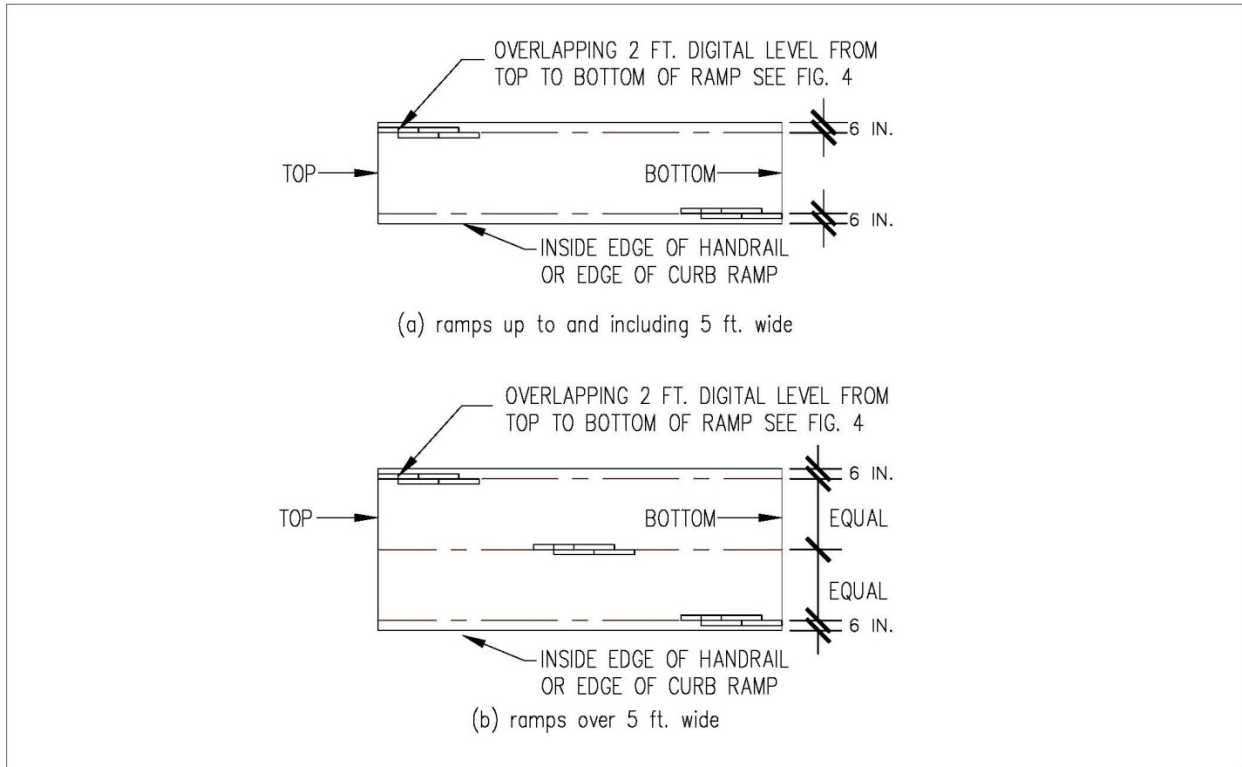 OVERLAPPING 2 FT. DIGITAL LEVEL FROM
TOP TO BOTTOM OF RAMP SEE FIG. 4
6 IN.
TOP
BOTTOM
6 IN.
INSIDE EDGE OF HANDRAIL
OR EDGE OF CURB RAMP
(a) ramps up to and including 5 ft. wide
OVERLAPPING 2 FT. DIGITAL LEVEL FROM
TOP TO BOTTOM OF RAMP SEE FIG. 4
6 IN.
TOP
BOTTOM
EQUAL
EQUAL
6 IN.
INSIDE EDGE OF HANDRAIL
OR EDGE OF CURB RAMP
(b) ramps over 5 ft. wide